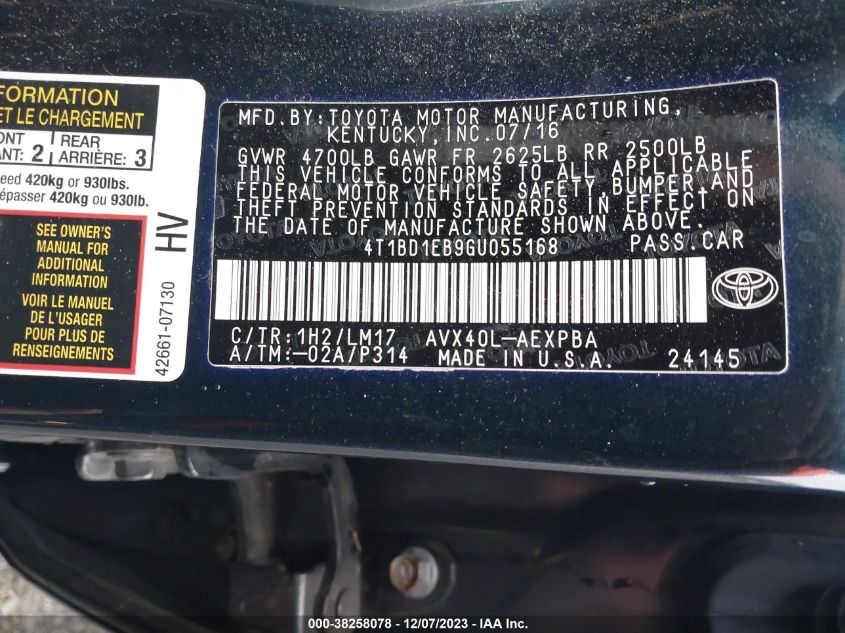 FORMATION
ET LE CHARGEMENT
ONT
ANT: 2
REAR
ARRIÈRE: 3
eed 420kg or 930lbs.
épasser 420kg ou 930lb.
SEE OWNER'S
MANUAL FOR
ADDITIONAL
INFORMATION
VOIR LE MANUEL
DE L'USAGER
POUR PLUS DE
RENSEIGNEMENTS
HV
42661-07130
MFD.BY:TOYOTA MOTOR MANUFACTURING,
KENTUCKY,INC.07/16
GVWR 4700LB GAWR FR 2625LB RR 2500LB
THIS VEHICLE CONFORMS TO ALL APPLICABLE
FEDERAL MOTOR VEHICLE SAFETY,BUMPER,AND
THEFT PREVENTION STANDARDS IN EFFECT ON
THE DATE OF MANUFACTURE SHOWN ABOVE.
4T1BD1EB9GU055168 PASS.CAR
C/TR:1H2/LM17 AVX40L-AEXPBA
A/TM:-02A/P314 MADE IN U.S.A. 24145
000-38258078 - 12/07/2023 - IAA Inc.